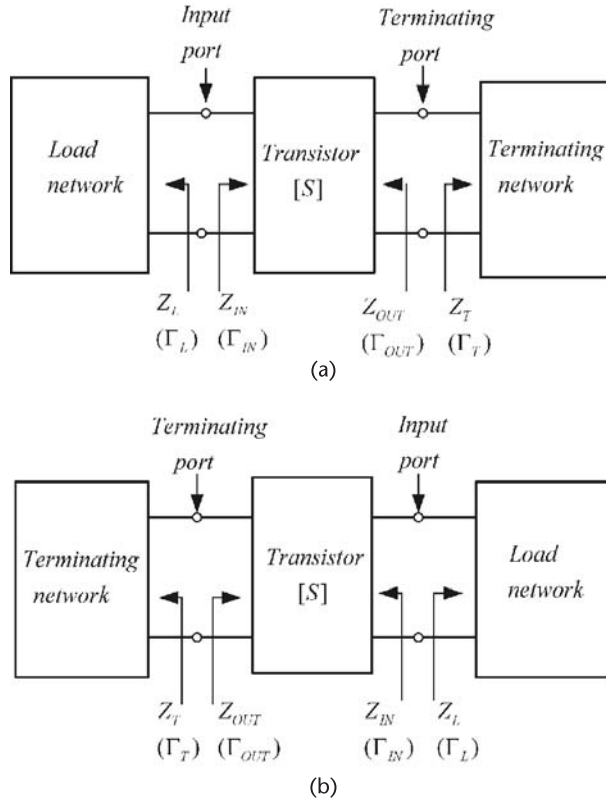 Input
port
Terminating
port
Load
network
Transistor
[S]
Terminating
network
Z_L
(Γ_L)
Z_IN
(Γ_IN)
Z_OUT
(Γ_OUT)
Z_T
(Γ_T)
(a)
Terminating
port
Input
port
Terminating
network
Transistor
[S]
Load
network
Z_T
(Γ_T)
Z_OUT
(Γ_OUT)
Z_IN
(Γ_IN)
Z_L
(Γ_L)
(b)